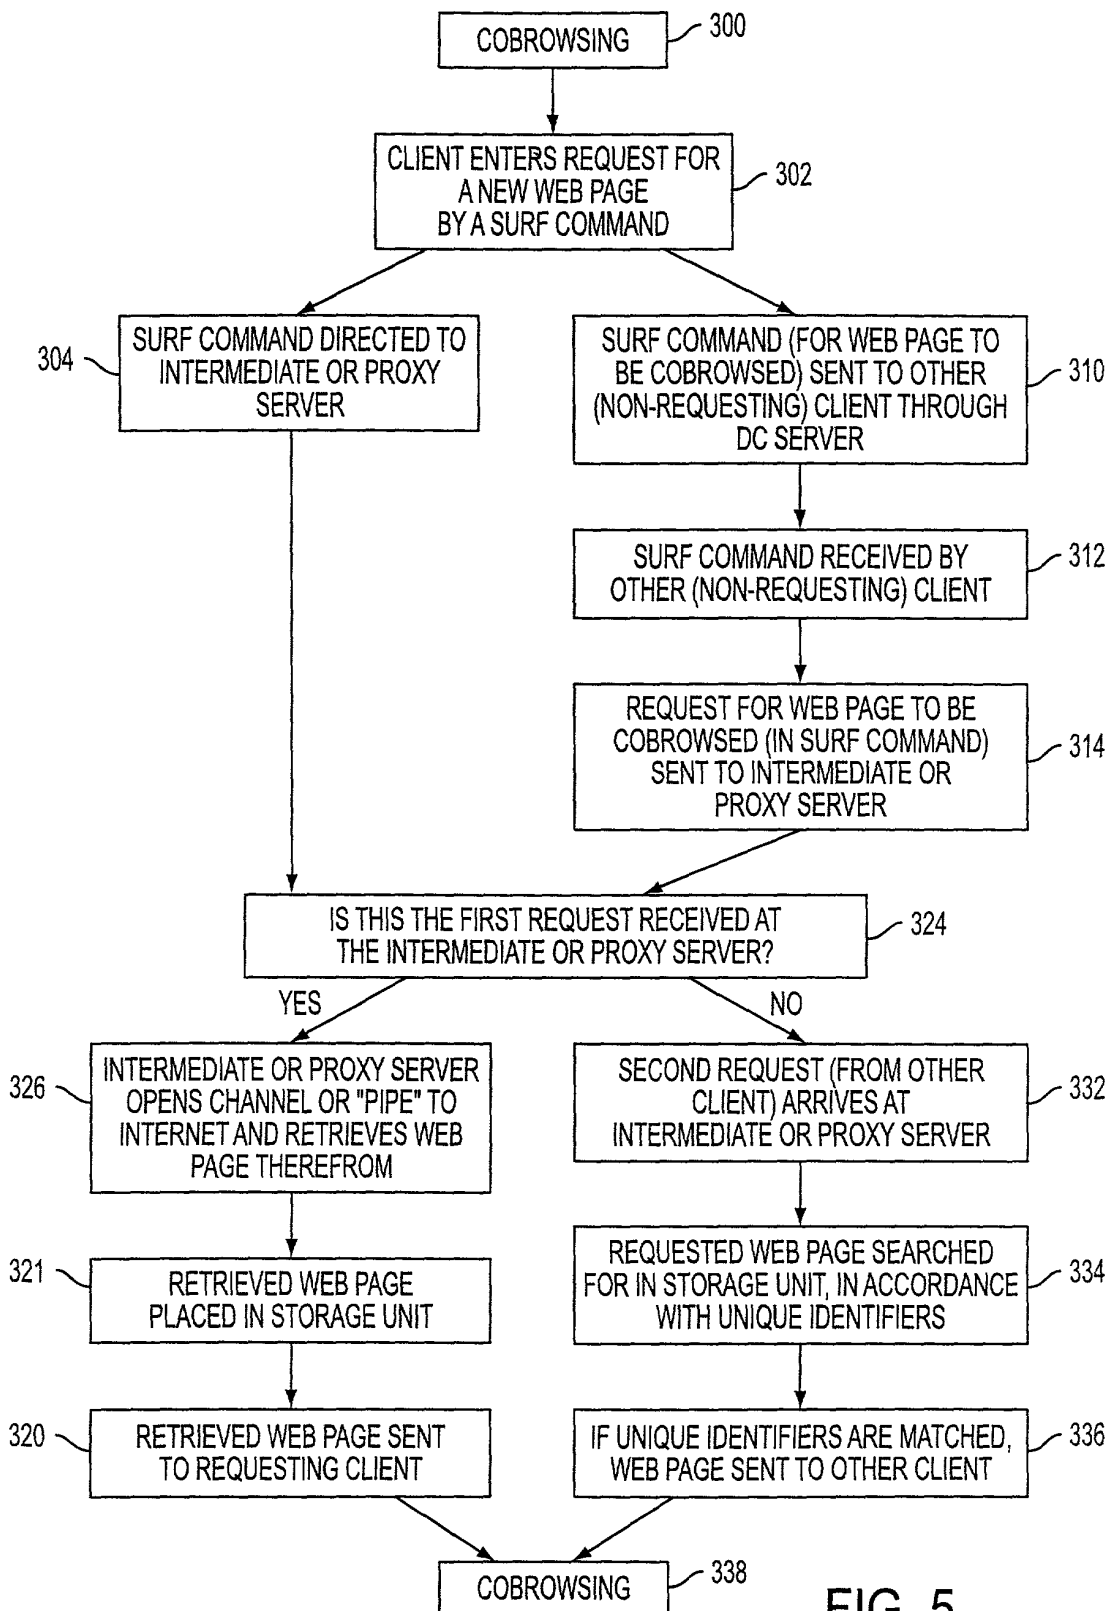 COBROWSING
300
CLIENT ENTERS REQUEST FOR
A NEW WEB PAGE
BY A SURF COMMAND
302
SURF COMMAND DIRECTED TO
INTERMEDIATE OR PROXY
SERVER
304
SURF COMMAND (FOR WEB PAGE TO
BE COBROWSED) SENT TO OTHER
(NON-REQUESTING) CLIENT THROUGH
DC SERVER
310
SURF COMMAND RECEIVED BY
OTHER (NON-REQUESTING) CLIENT
312
REQUEST FOR WEB PAGE TO BE
COBROWSED (IN SURF COMMAND)
SENT TO INTERMEDIATE OR
PROXY SERVER
314
IS THIS THE FIRST REQUEST RECEIVED AT
THE INTERMEDIATE OR PROXY SERVER?
324
YES
NO
326
INTERMEDIATE OR PROXY SERVER
OPENS CHANNEL OR "PIPE" TO
INTERNET AND RETRIEVES WEB
PAGE THEREFROM
SECOND REQUEST (FROM OTHER
CLIENT) ARRIVES AT
INTERMEDIATE OR PROXY SERVER
332
321
RETRIEVED WEB PAGE
PLACED IN STORAGE UNIT
REQUESTED WEB PAGE SEARCHED
FOR IN STORAGE UNIT, IN ACCORDANCE
WITH UNIQUE IDENTIFIERS
334
320
RETRIEVED WEB PAGE SENT
TO REQUESTING CLIENT
IF UNIQUE IDENTIFIERS ARE MATCHED,
WEB PAGE SENT TO OTHER CLIENT
336
COBROWSING
338
FIG. 5